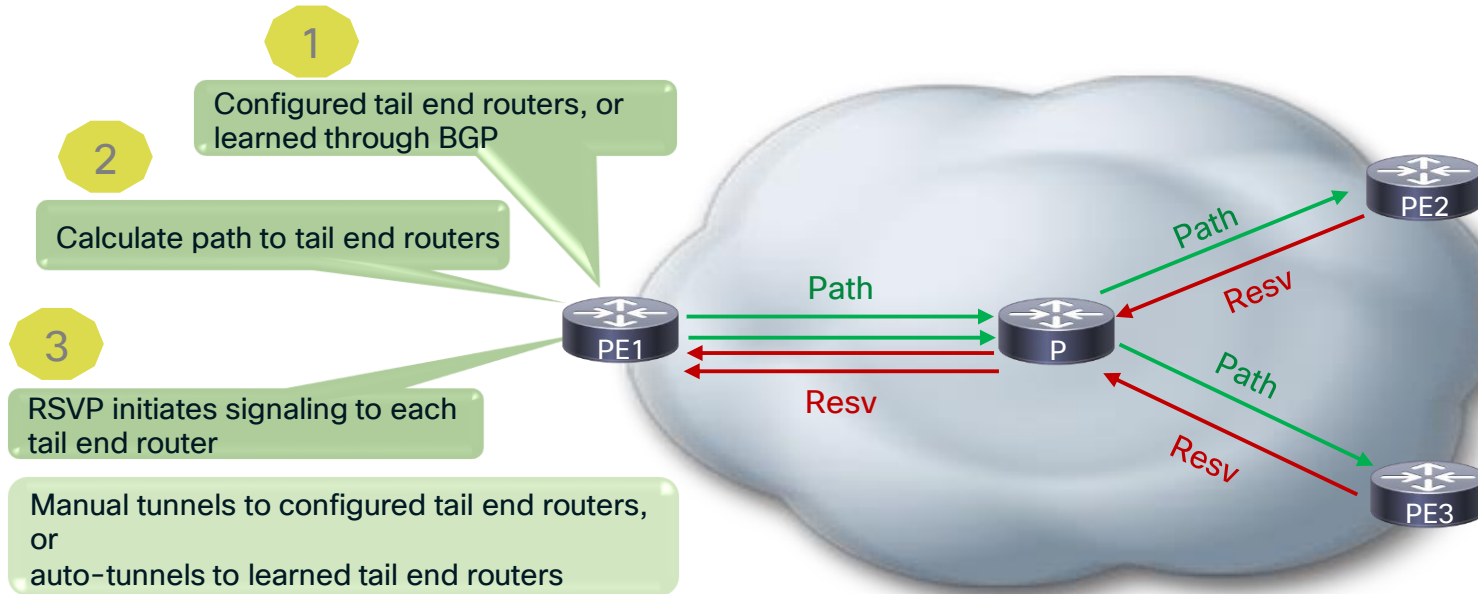 1
Configured tail end routers, or
learned through BGP
2
Calculate path to tail end routers
3
RSVP initiates signaling to each
tail end router
Manual tunnels to configured tail end routers,
or
auto-tunnels to learned tail end routers
PE1
Path
Resv
P
Path
Resv
PE2
Path
Resv
PE3